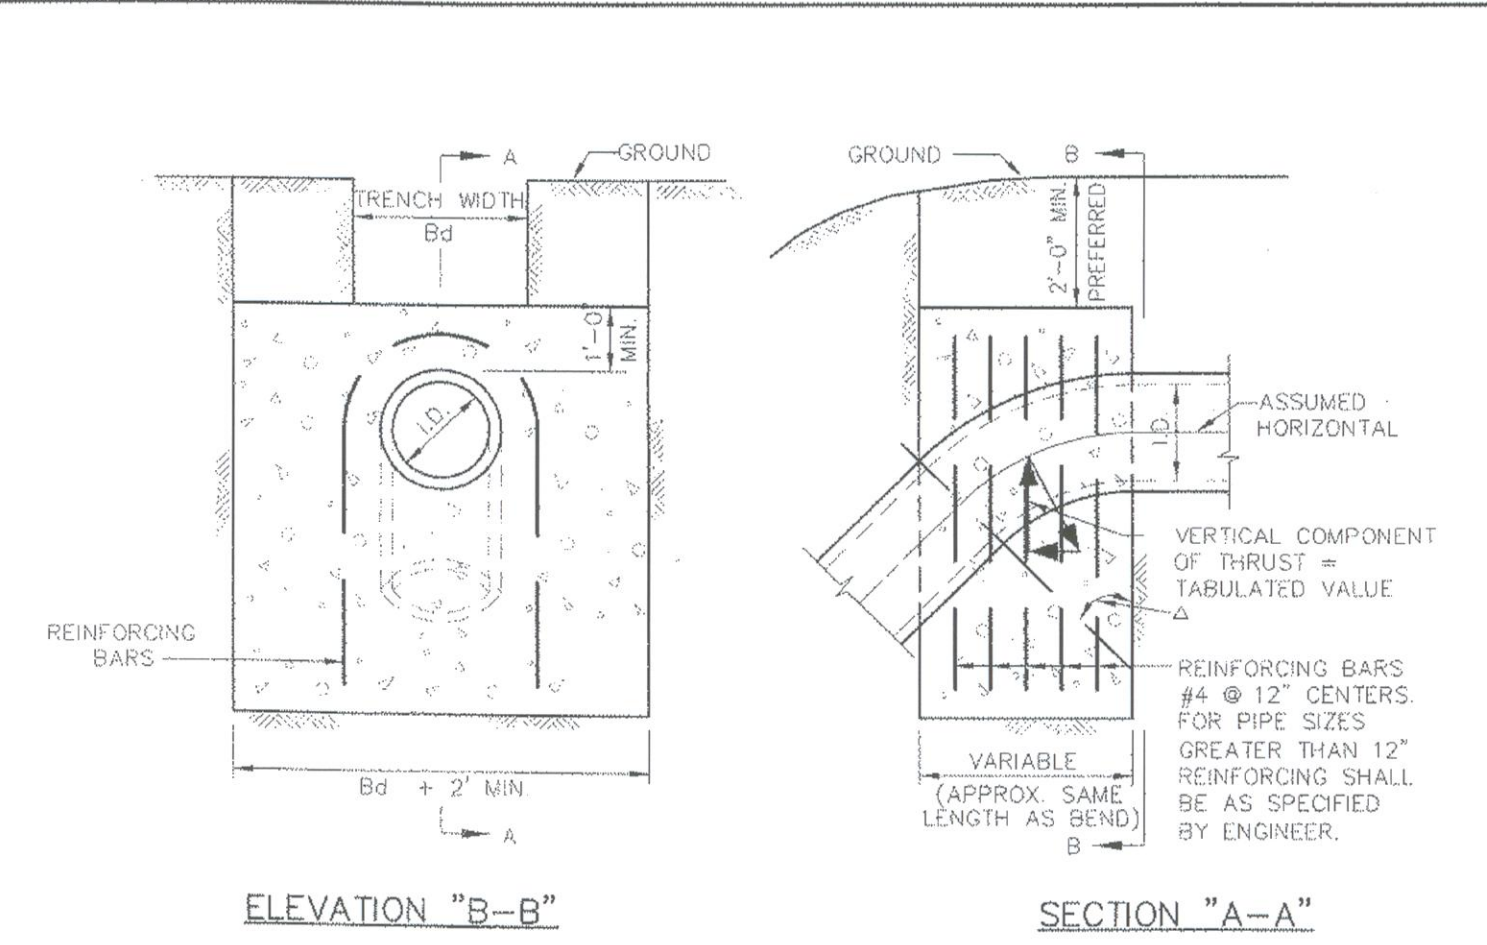 A
GROUND
TRENCH WIDTH
Bd
1'-0
MIN.
I.D.
REINFORCING
BARS
Bd + 2' MIN.
A
ELEVATION "B-B"
GROUND
B
2'-0" MIN.
PREFERRED
I.D.
ASSUMED
HORIZONTAL
VERTICAL COMPONENT
OF THRUST =
TABULATED VALUE
Δ
REINFORCING BARS
#4 @ 12" CENTERS.
FOR PIPE SIZES
GREATER THAN 12"
REINFORCING SHALL
BE AS SPECIFIED
BY ENGINEER.
VARIABLE
(APPROX. SAME
LENGTH AS BEND)
B
SECTION "A-A"